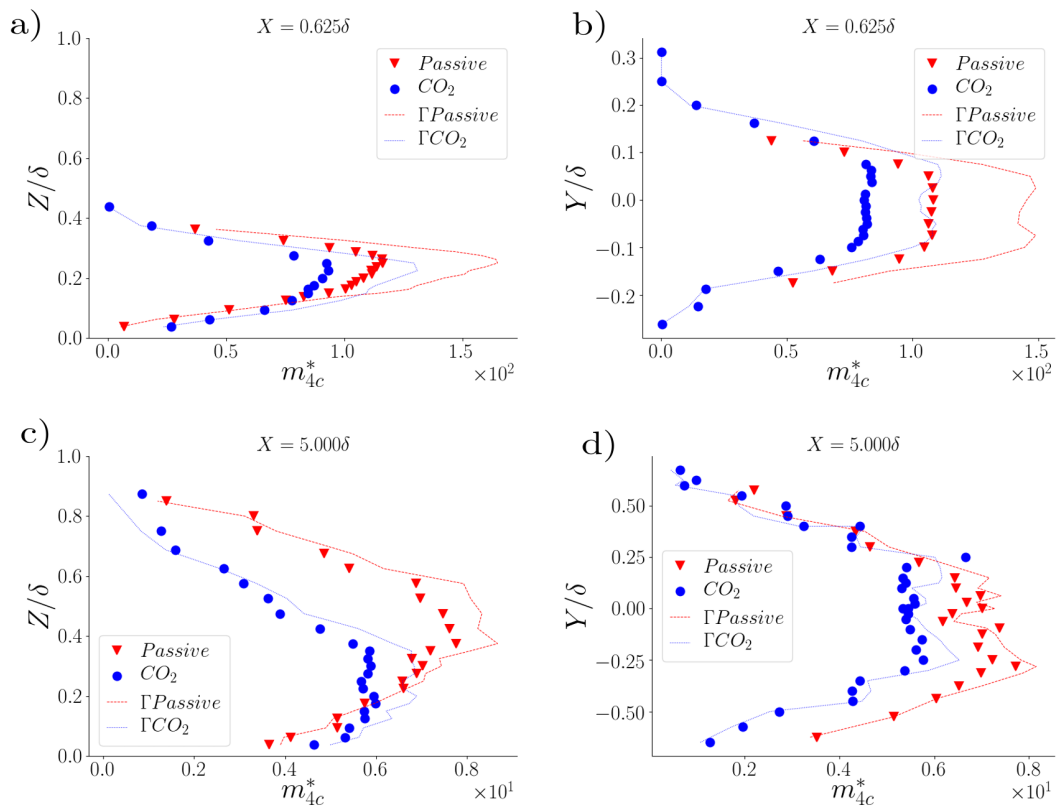 a)
X = 0.625δ
Z/δ
1.0
0.8
0.6
0.4
0.2
0.0
Passive
CO₂
ΓPassive
ΓCO₂
0.0 0.5 1.0 1.5
m*₄c
×10²
b)
X = 0.625δ
Y/δ
0.3
0.2
0.1
0.0
−0.1
−0.2
Passive
CO₂
ΓPassive
ΓCO₂
0.0 0.5 1.0 1.5
m*₄c
×10²
c)
X = 5.000δ
Z/δ
1.0
0.8
0.6
0.4
0.2
0.0
Passive
CO₂
ΓPassive
ΓCO₂
0.0 0.2 0.4 0.6 0.8
m*₄c
×10¹
d)
X = 5.000δ
Y/δ
0.50
0.25
0.00
−0.25
−0.50
Passive
CO₂
ΓPassive
ΓCO₂
0.2 0.4 0.6 0.8
m*₄c
×10¹